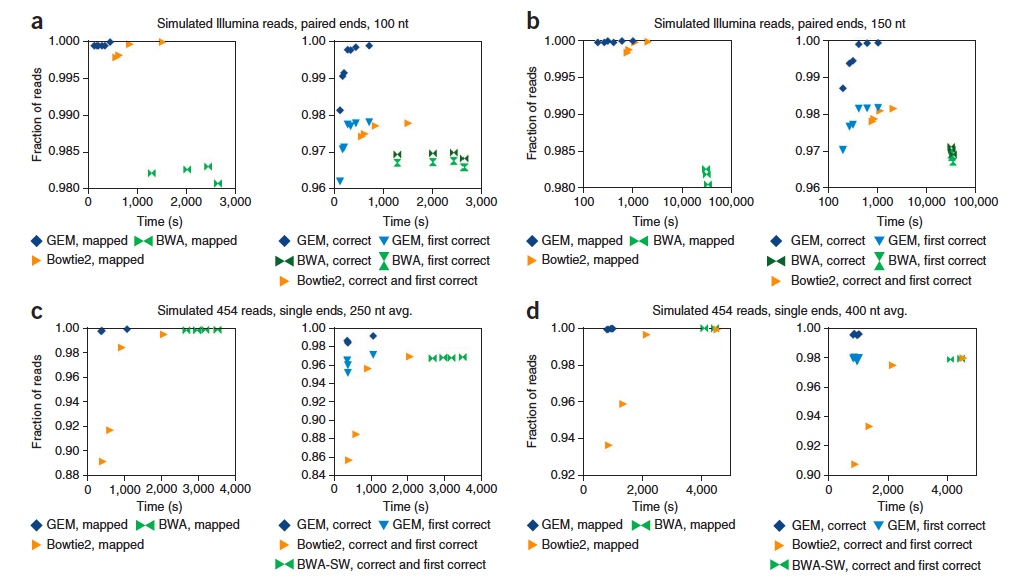 a
Simulated Illumina reads, paired ends, 100 nt
Fraction of reads
1.000
0.995
0.990
0.985
0.980
0 1,000 2,000 3,000
Time (s)
GEM, mapped BWA, mapped
Bowtie2, mapped
1.00
0.99
0.98
0.97
0.96
0 1,000 2,000 3,000
Time (s)
GEM, correct GEM, first correct
BWA, correct BWA, first correct
Bowtie2, correct and first correct
b
Simulated Illumina reads, paired ends, 150 nt
Fraction of reads
1.000
0.995
0.990
0.985
0.980
100 1,000 10,000 100,000
Time (s)
GEM, mapped BWA, mapped
Bowtie2, mapped
1.00
0.99
0.98
0.97
0.96
100 1,000 10,000 100,000
Time (s)
GEM, correct GEM, first correct
BWA, correct BWA, first correct
Bowtie2, correct and first correct
c
Simulated 454 reads, single ends, 250 nt avg.
Fraction of reads
1.00
0.98
0.96
0.94
0.92
0.90
0.88
0 1,000 2,000 3,000 4,000
Time (s)
GEM, mapped BWA, mapped
Bowtie2, mapped
1.00
0.98
0.96
0.94
0.92
0.90
0.88
0.86
0.84
0 1,000 2,000 3,000 4,000
Time (s)
GEM, correct GEM, first correct
Bowtie2, correct and first correct
BWA-SW, correct and first correct
d
Simulated 454 reads, single ends, 400 nt avg.
Fraction of reads
1.00
0.98
0.96
0.94
0.92
0 2,000 4,000
Time (s)
GEM, mapped BWA, mapped
Bowtie2, mapped
1.00
0.98
0.96
0.94
0.92
0.90
0 2,000 4,000
Time (s)
GEM, correct GEM, first correct
Bowtie2, correct and first correct
BWA-SW, correct and first correct